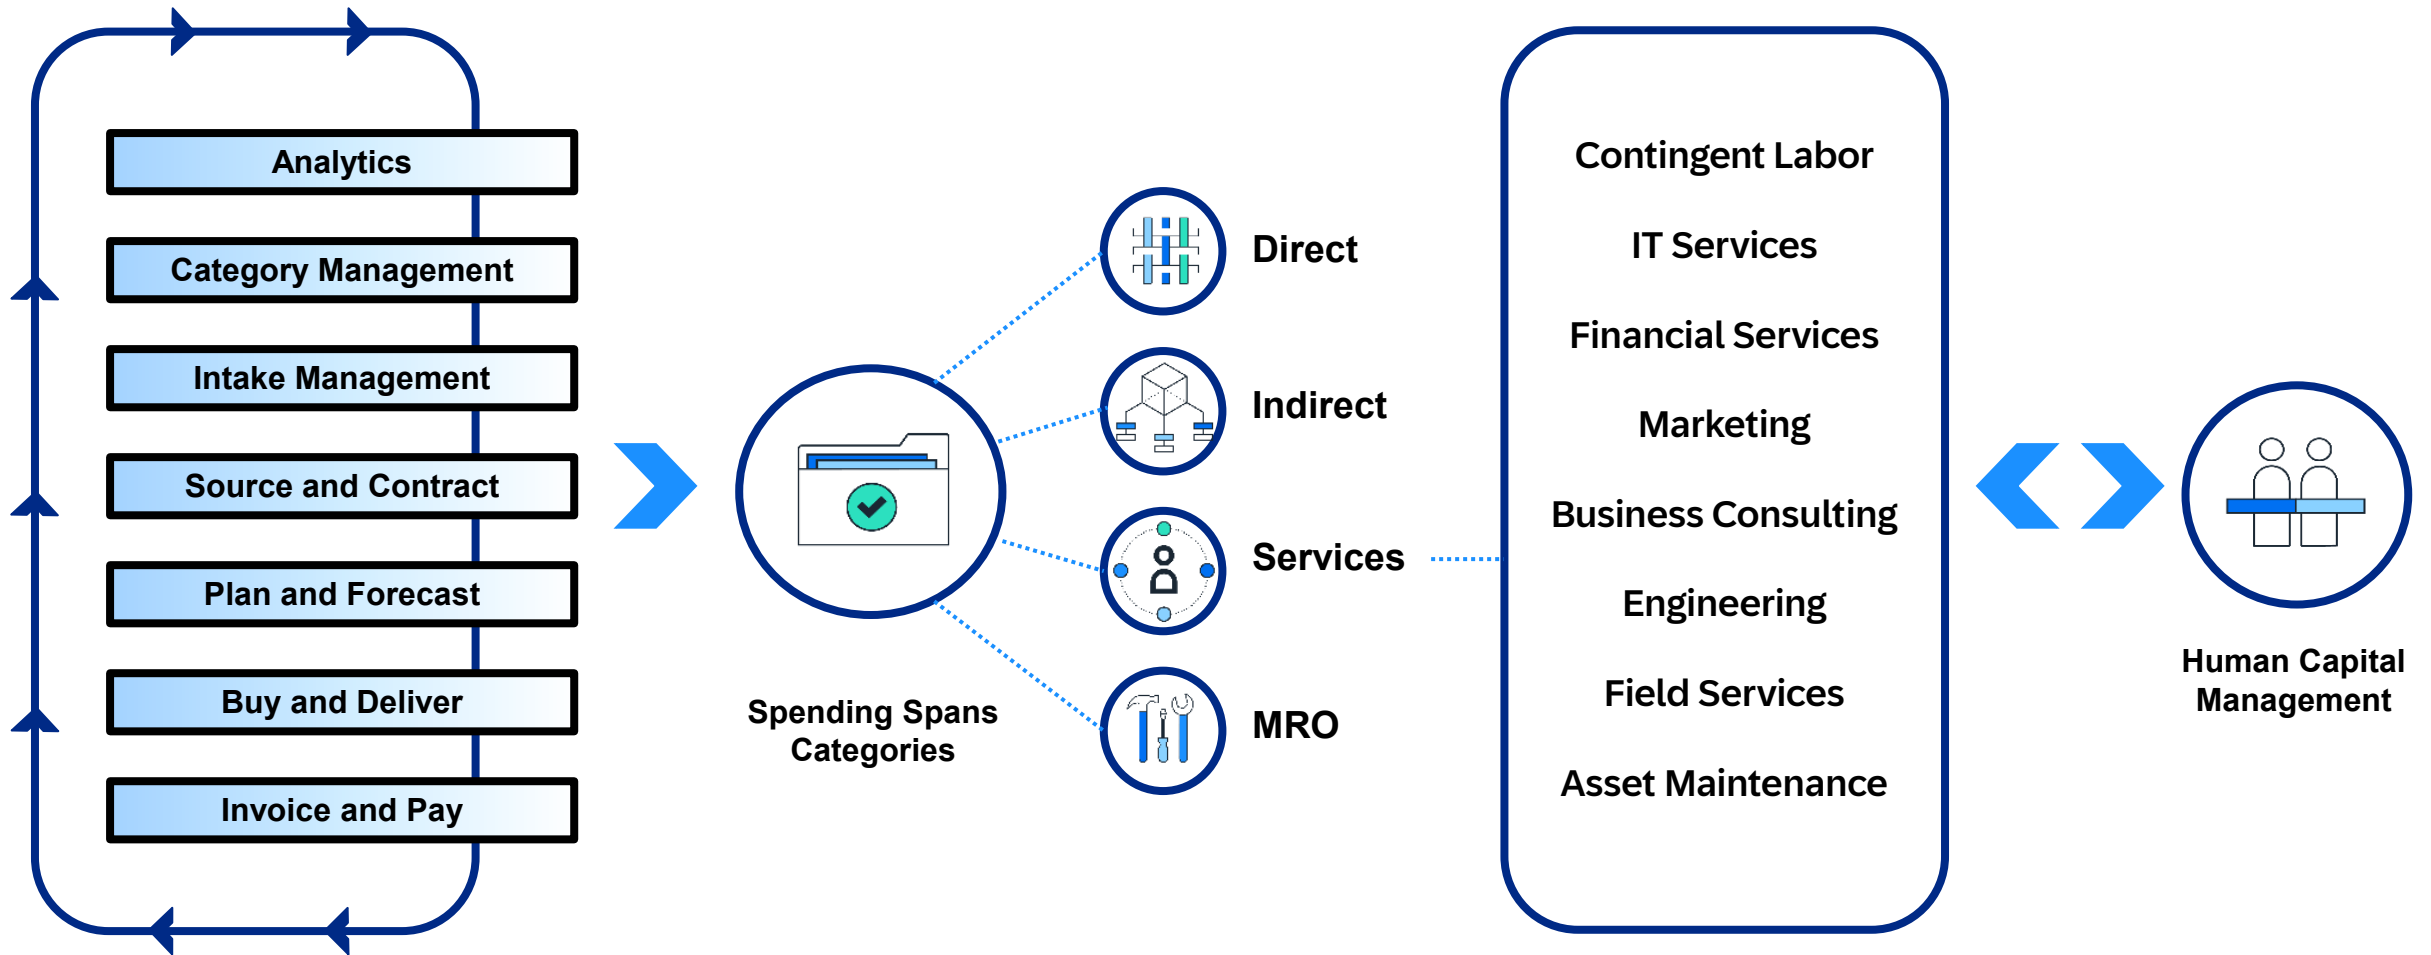 Analytics
Category Management
Intake Management
Source and Contract
Plan and Forecast
Buy and Deliver
Invoice and Pay
Spending Spans
Categories
Direct
Indirect
Services
MRO
Contingent Labor
IT Services
Financial Services
Marketing
Business Consulting
Engineering
Field Services
Asset Maintenance
Human Capital
Management